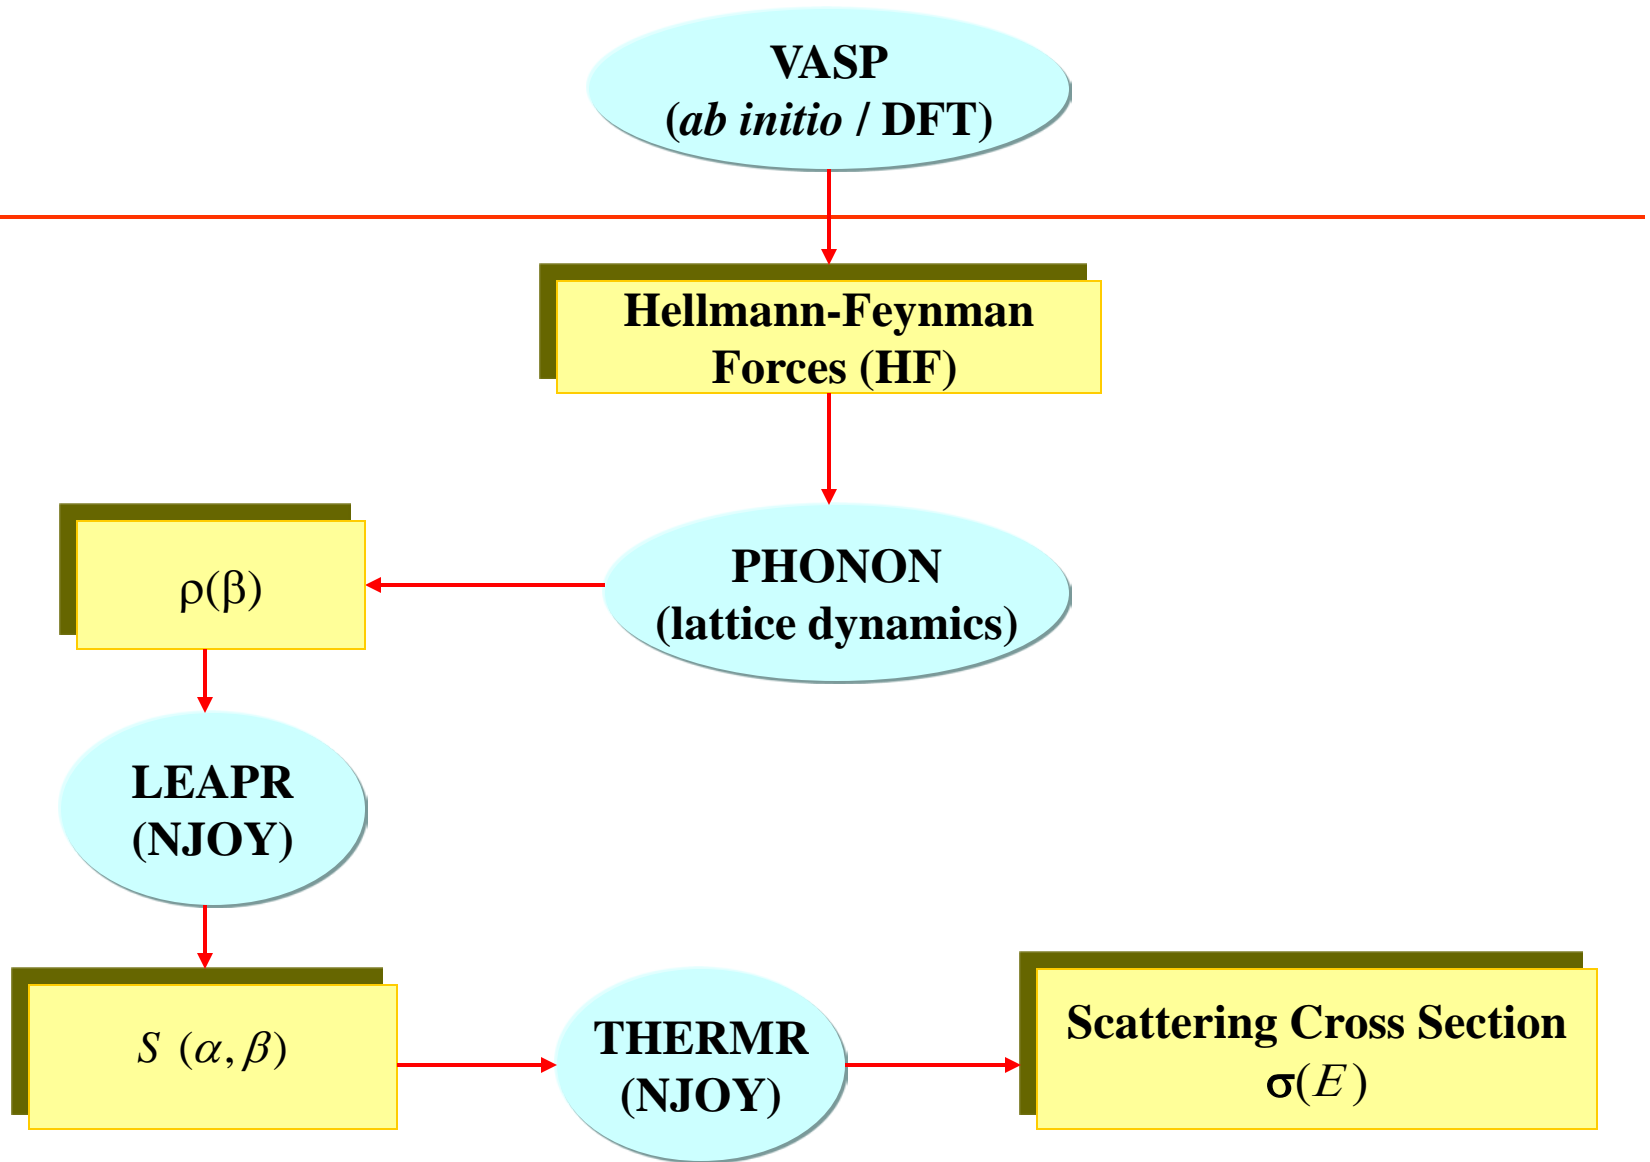 VASP
(ab initio / DFT)
Hellmann-Feynman
Forces (HF)
PHONON
(lattice dynamics)
ρ(β)
LEAPR
(NJOY)
S (α, β)
THERMR
(NJOY)
Scattering Cross Section
σ(E)